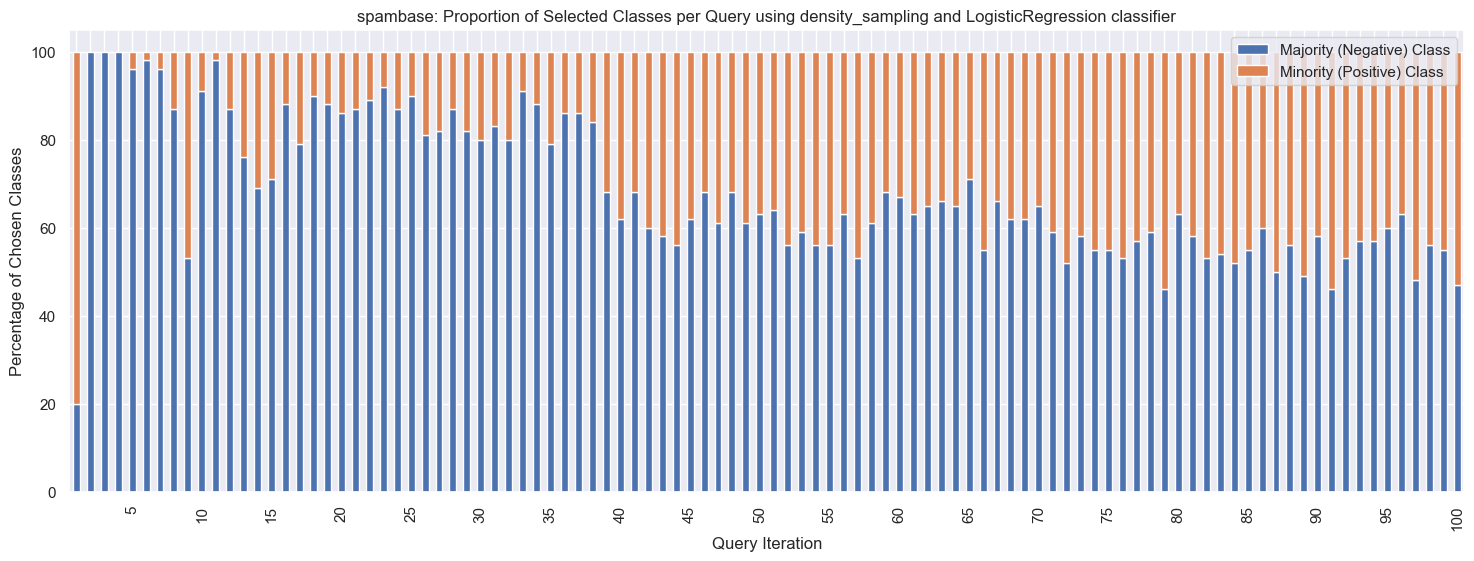 spambase: Proportion of Selected Classes per Query using density_sampling and LogisticRegression classifier
Majority (Negative) Class
Minority (Positive) Class
Percentage of Chosen Classes
100
80
60
40
20
0
5 10 15 20 25 30 35 40 45 50 55 60 65 70 75 80 85 90 95 100
Query Iteration